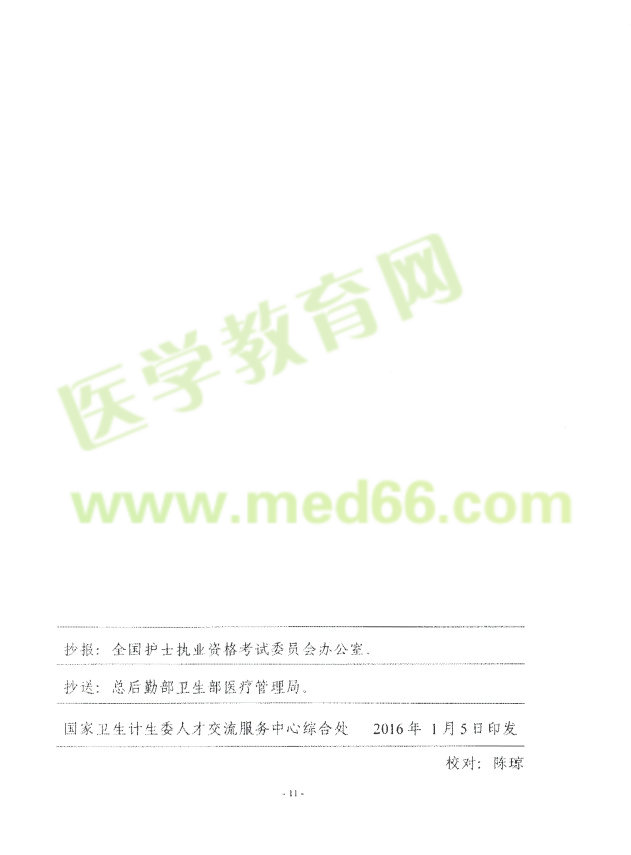 医学教育网
www.med66.com
抄报：全国护士执业资格考试委员会办公室。
抄送：总后勤部卫生部医疗管理局。
国家卫生计生委人才交流服务中心综合处 2016年 1月5日印发
校对：陈琼
- 11 -